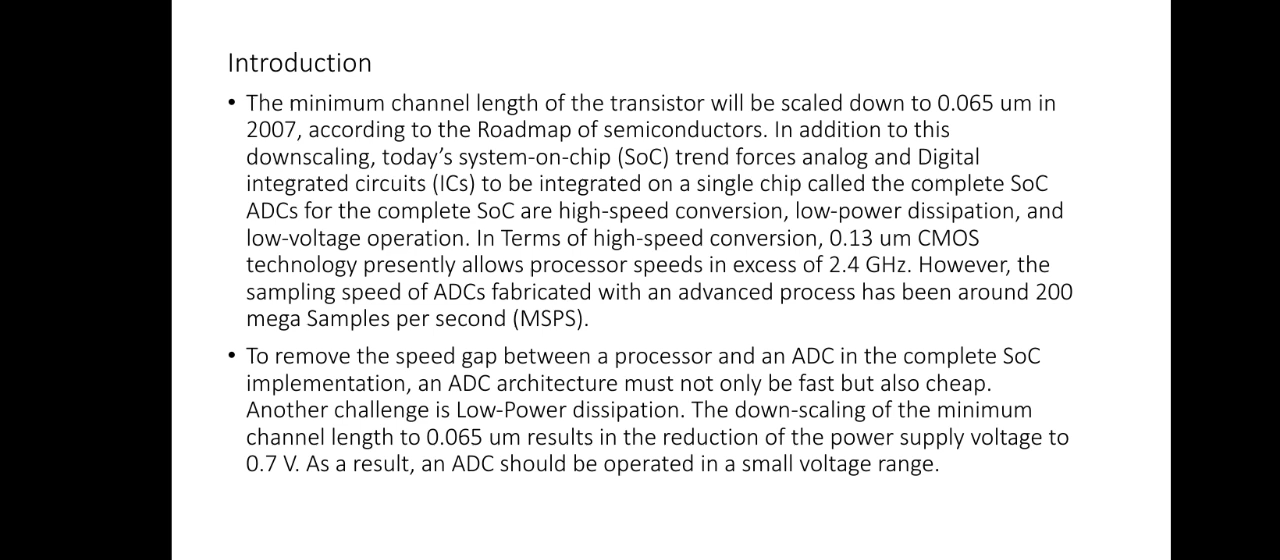 Introduction
• The minimum channel length of the transistor will be scaled down to 0.065 um in
2007, according to the Roadmap of semiconductors. In addition to this
downscaling, today’s system-on-chip (SoC) trend forces analog and Digital
integrated circuits (ICs) to be integrated on a single chip called the complete SoC
ADCs for the complete SoC are high-speed conversion, low-power dissipation, and
low-voltage operation. In Terms of high-speed conversion, 0.13 um CMOS
technology presently allows processor speeds in excess of 2.4 GHz. However, the
sampling speed of ADCs fabricated with an advanced process has been around 200
mega Samples per second (MSPS).
• To remove the speed gap between a processor and an ADC in the complete SoC
implementation, an ADC architecture must not only be fast but also cheap.
Another challenge is Low-Power dissipation. The down-scaling of the minimum
channel length to 0.065 um results in the reduction of the power supply voltage to
0.7 V. As a result, an ADC should be operated in a small voltage range.